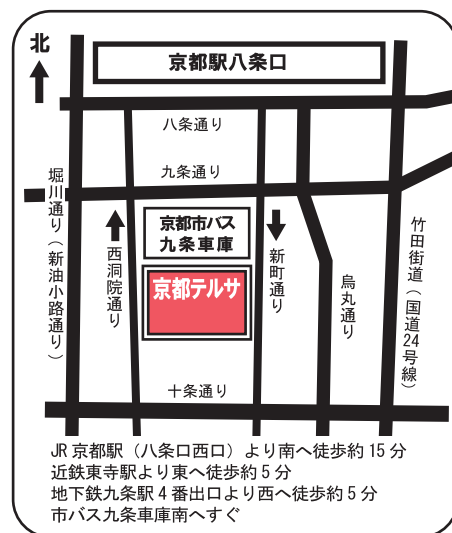 北
京都駅八条口
八条通り
九条通り
堀川通り（新油小路通り）
西洞院通り
京都市バス
九条車庫
新町通り
烏丸通り
竹田街道（国道24号線）
京都テルサ
十条通り
JR京都駅（八条口西口）より南へ徒歩約15分
近鉄東寺駅より東へ徒歩約5分
地下鉄九条駅4番出口より西へ徒歩約5分
市バス九条車庫南へすぐ